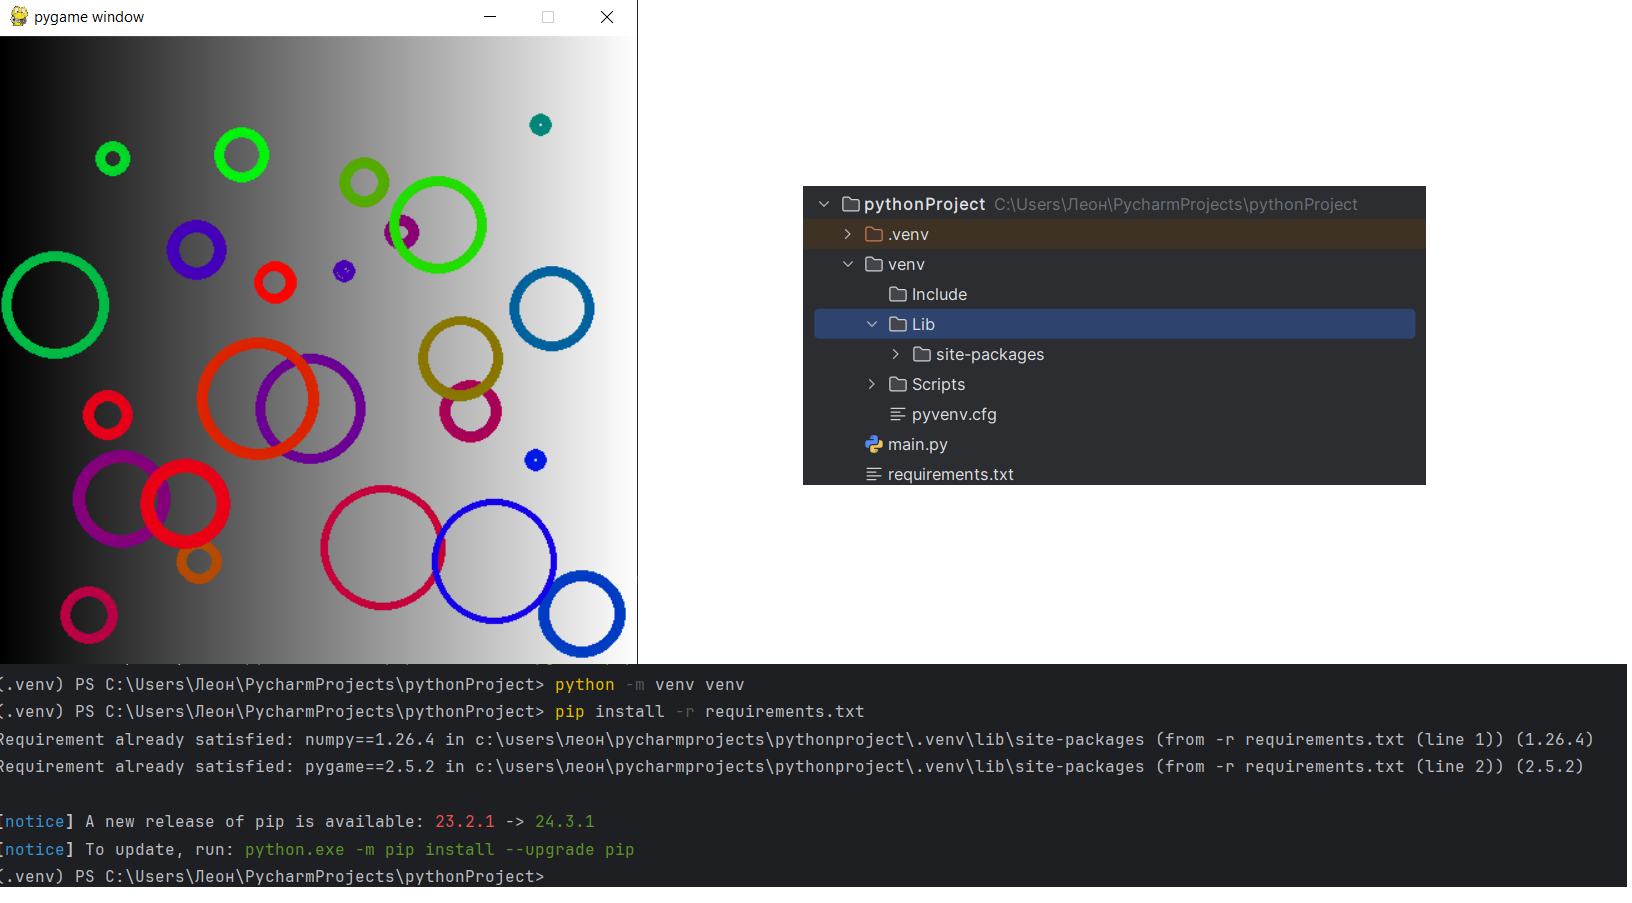 pygame window
pythonProject C:\Users\Леон\PycharmProjects\pythonProject
.venv
venv
Include
Lib
site-packages
Scripts
pyvenv.cfg
main.py
requirements.txt
(.venv) PS C:\Users\Леон\PycharmProjects\pythonProject> python -m venv venv
(.venv) PS C:\Users\Леон\PycharmProjects\pythonProject> pip install -r requirements.txt
Requirement already satisfied: numpy==1.26.4 in c:\users\леон\pycharmprojects\pythonproject\.venv\lib\site-packages (from -r requirements.txt (line 1)) (1.26.4)
Requirement already satisfied: pygame==2.5.2 in c:\users\леон\pycharmprojects\pythonproject\.venv\lib\site-packages (from -r requirements.txt (line 2)) (2.5.2)
[notice] A new release of pip is available: 23.2.1 -> 24.3.1
[notice] To update, run: python.exe -m pip install --upgrade pip
(.venv) PS C:\Users\Леон\PycharmProjects\pythonProject>